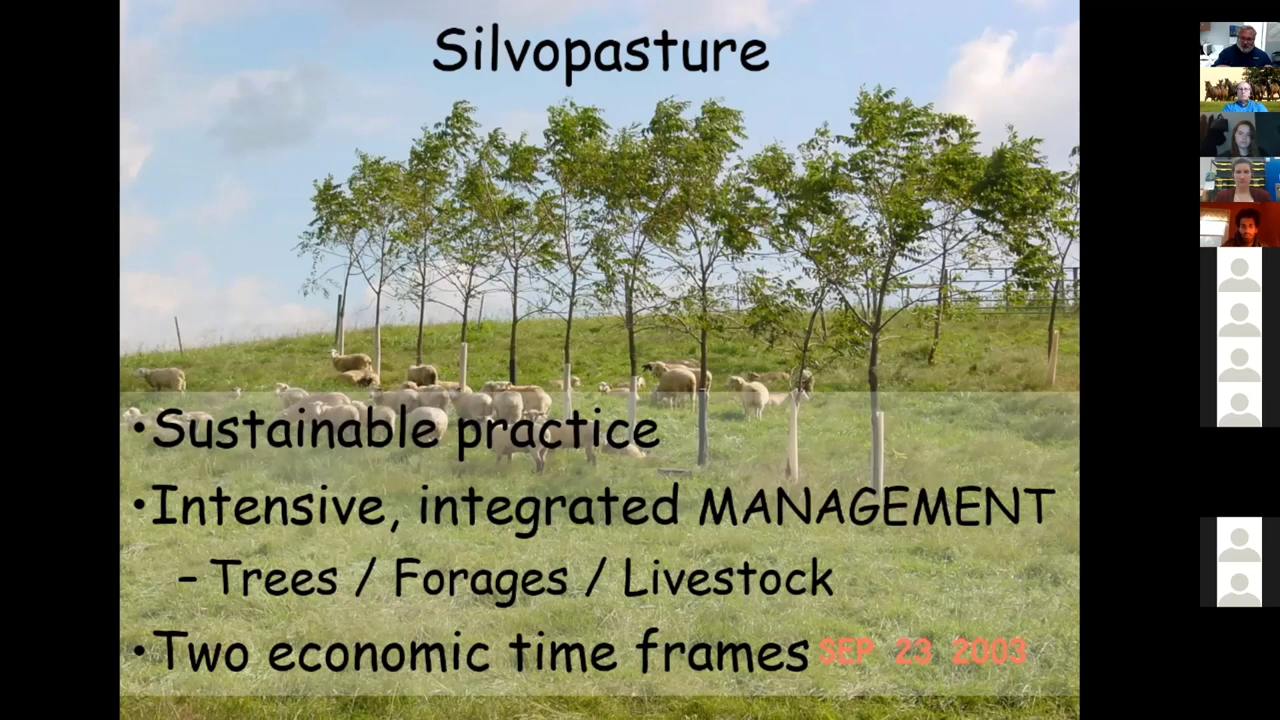 Silvopasture
•Sustainable practice
•Intensive, integrated MANAGEMENT
– Trees / Forages / Livestock
•Two economic time frames
SEP 23 2003